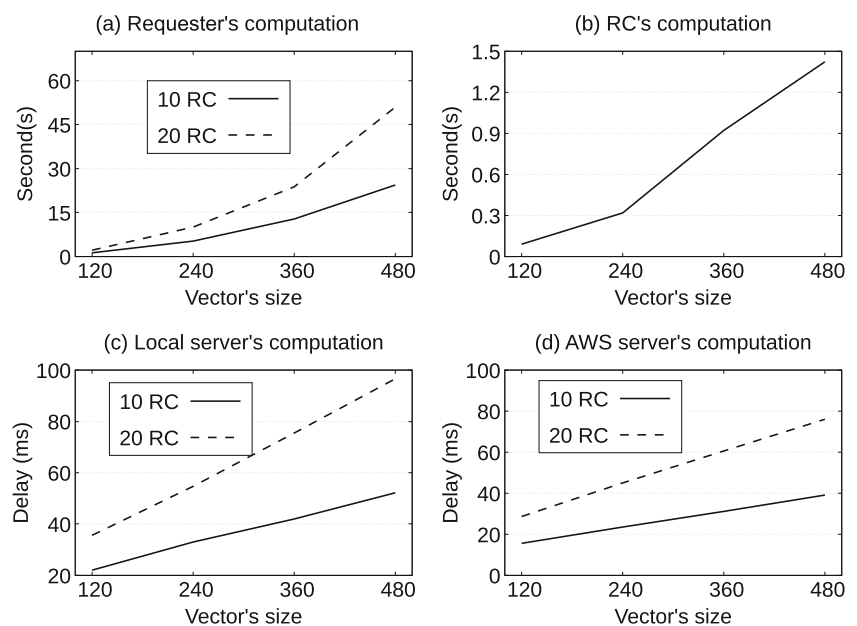 (a) Requester's computation
Second(s)
60
45
30
15
0
10 RC
20 RC
120 240 360 480
Vector's size
(b) RC's computation
Second(s)
1.5
1.2
0.9
0.6
0.3
0
120 240 360 480
Vector's size
(c) Local server's computation
Delay (ms)
100
80
60
40
20
10 RC
20 RC
120 240 360 480
Vector's size
(d) AWS server's computation
Delay (ms)
100
80
60
40
20
0
10 RC
20 RC
120 240 360 480
Vector's size